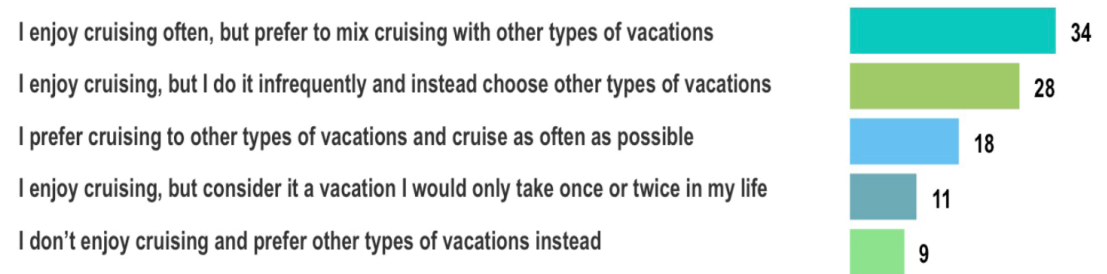 I enjoy cruising often, but prefer to mix cruising with other types of vacations 34
I enjoy cruising, but I do it infrequently and instead choose other types of vacations 28
I prefer cruising to other types of vacations and cruise as often as possible 18
I enjoy cruising, but consider it a vacation I would only take once or twice in my life 11
I don’t enjoy cruising and prefer other types of vacations instead 9